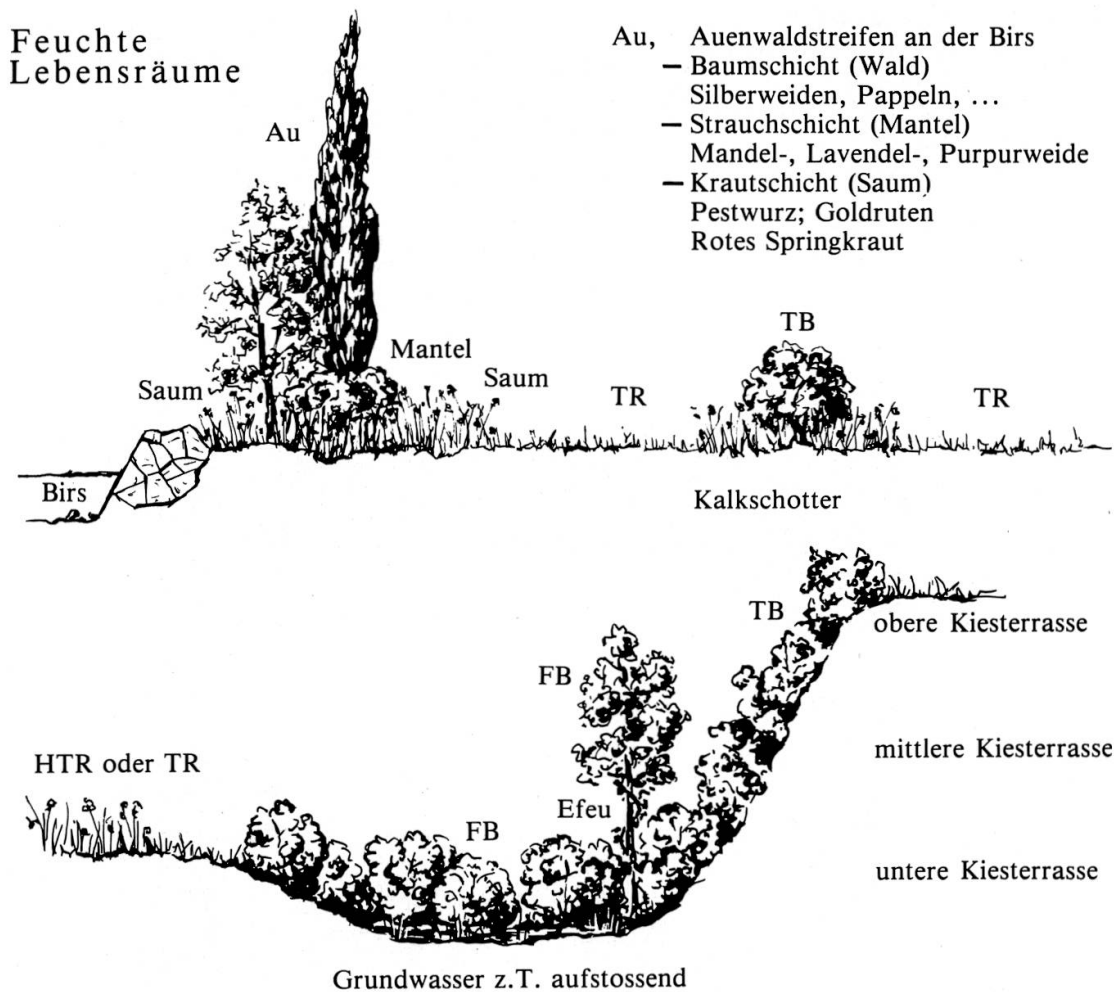 Feuchte
Lebensräume
Au, Auenwaldstreifen an der Birs
— Baumschicht (Wald)
Silberweiden, Pappeln, ...
— Strauchschicht (Mantel)
Mandel-, Lavendel-, Purpurweide
— Krautschicht (Saum)
Pestwurz; Goldruten
Rotes Springkraut
Au
TB
Mantel
Saum
Saum
TR
TR
Birs
Kalkschotter
TB
obere Kiesterrasse
FB
mittlere Kiesterrasse
HTR oder TR
Efeu
FB
untere Kiesterrasse
Grundwasser z.T. aufstossend